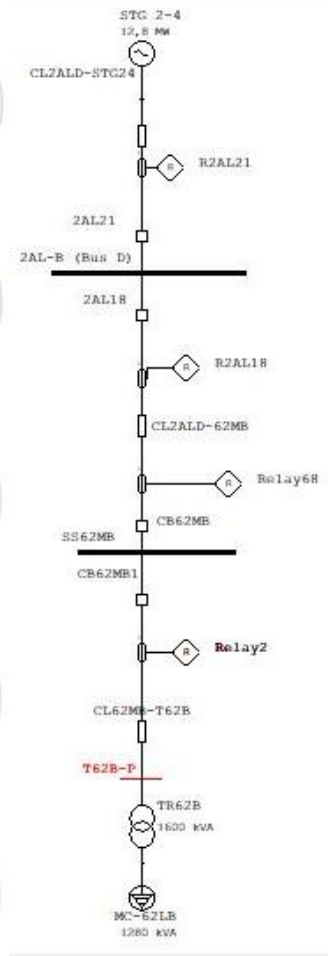 STG 2-4
12,8 MW
CL2ALD-STG24
R
R2AL21
2AL21
2AL-B (Bus D)
2AL18
R
R2AL18
CL2ALD-62MB
R
Relay68
CB62MB
SS62MB
CB62MB1
R
Relay2
CL62MB-T62B
T62B-P
TR62B
1600 kVA
MC-62LB
1280 kVA